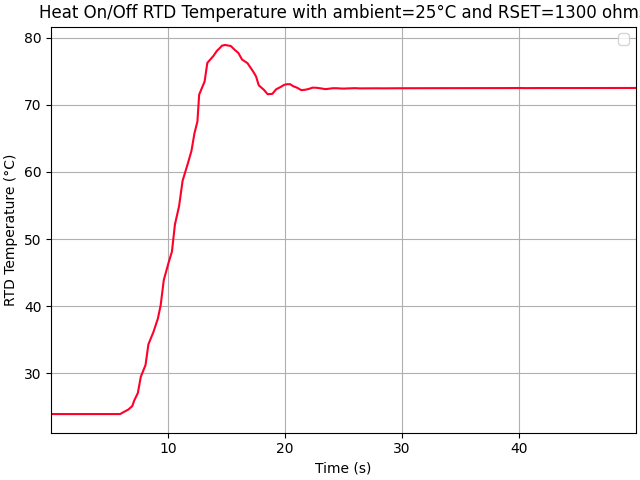 Heat On/Off RTD Temperature with ambient=25°C and RSET=1300 ohm
80
70
60
50
40
30
RTD Temperature (°C)
10 20 30 40
Time (s)